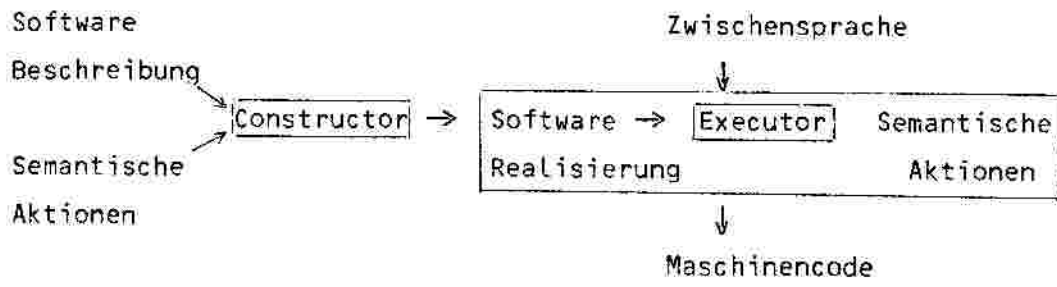 Software
Zwischensprache
Beschreibung
Constructor → Software → Executor Semantische
Semantische
Realisierung Aktionen
Aktionen
Maschinencode